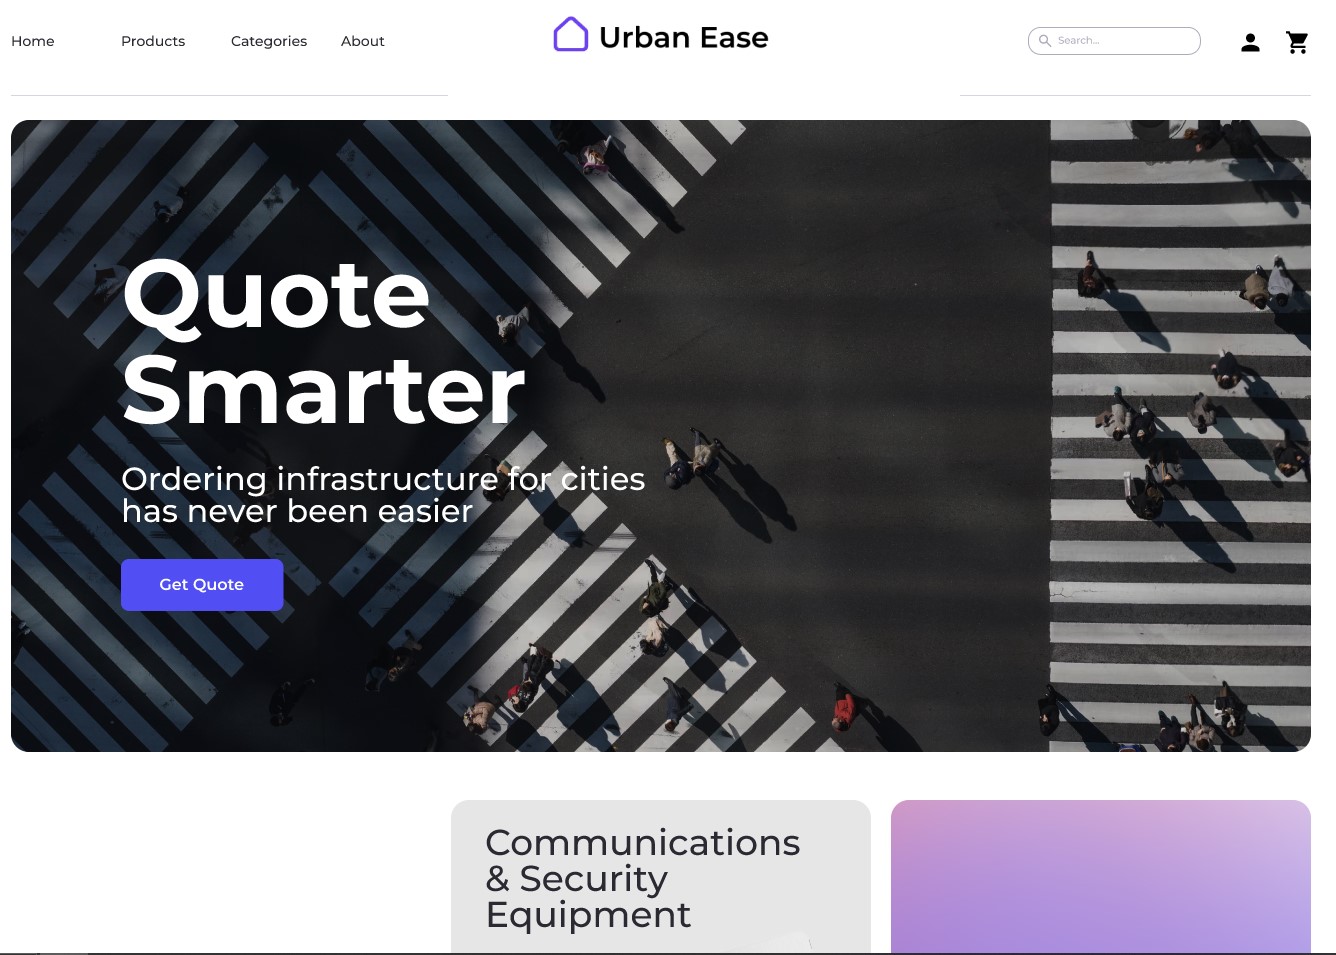 Home Products Categories About Urban Ease Search...
Quote
Smarter
Ordering infrastructure for cities
has never been easier
Get Quote
Communications
& Security
Equipment